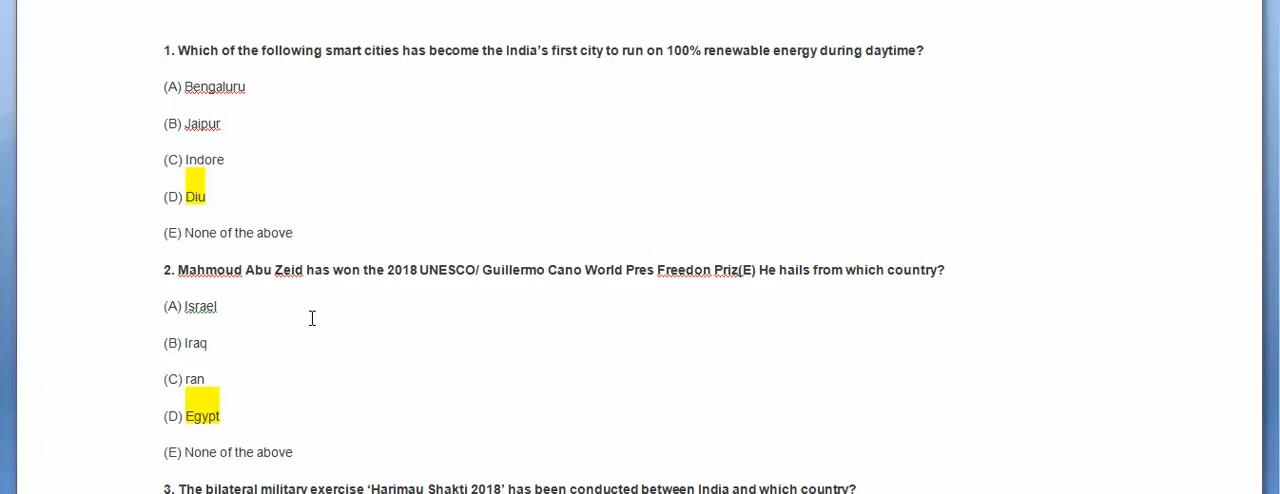 1. Which of the following smart cities has become the India’s first city to run on 100% renewable energy during daytime?
(A) Bengaluru
(B) Jaipur
(C) Indore
(D) Diu
(E) None of the above
2. Mahmoud Abu Zeid has won the 2018 UNESCO/ Guillermo Cano World Pres Freedon Priz(E) He hails from which country?
(A) Israel
(B) Iraq
(C) ran
(D) Egypt
(E) None of the above
3. The bilateral military exercise ‘Harimau Shakti 2018’ has been conducted between India and which country?